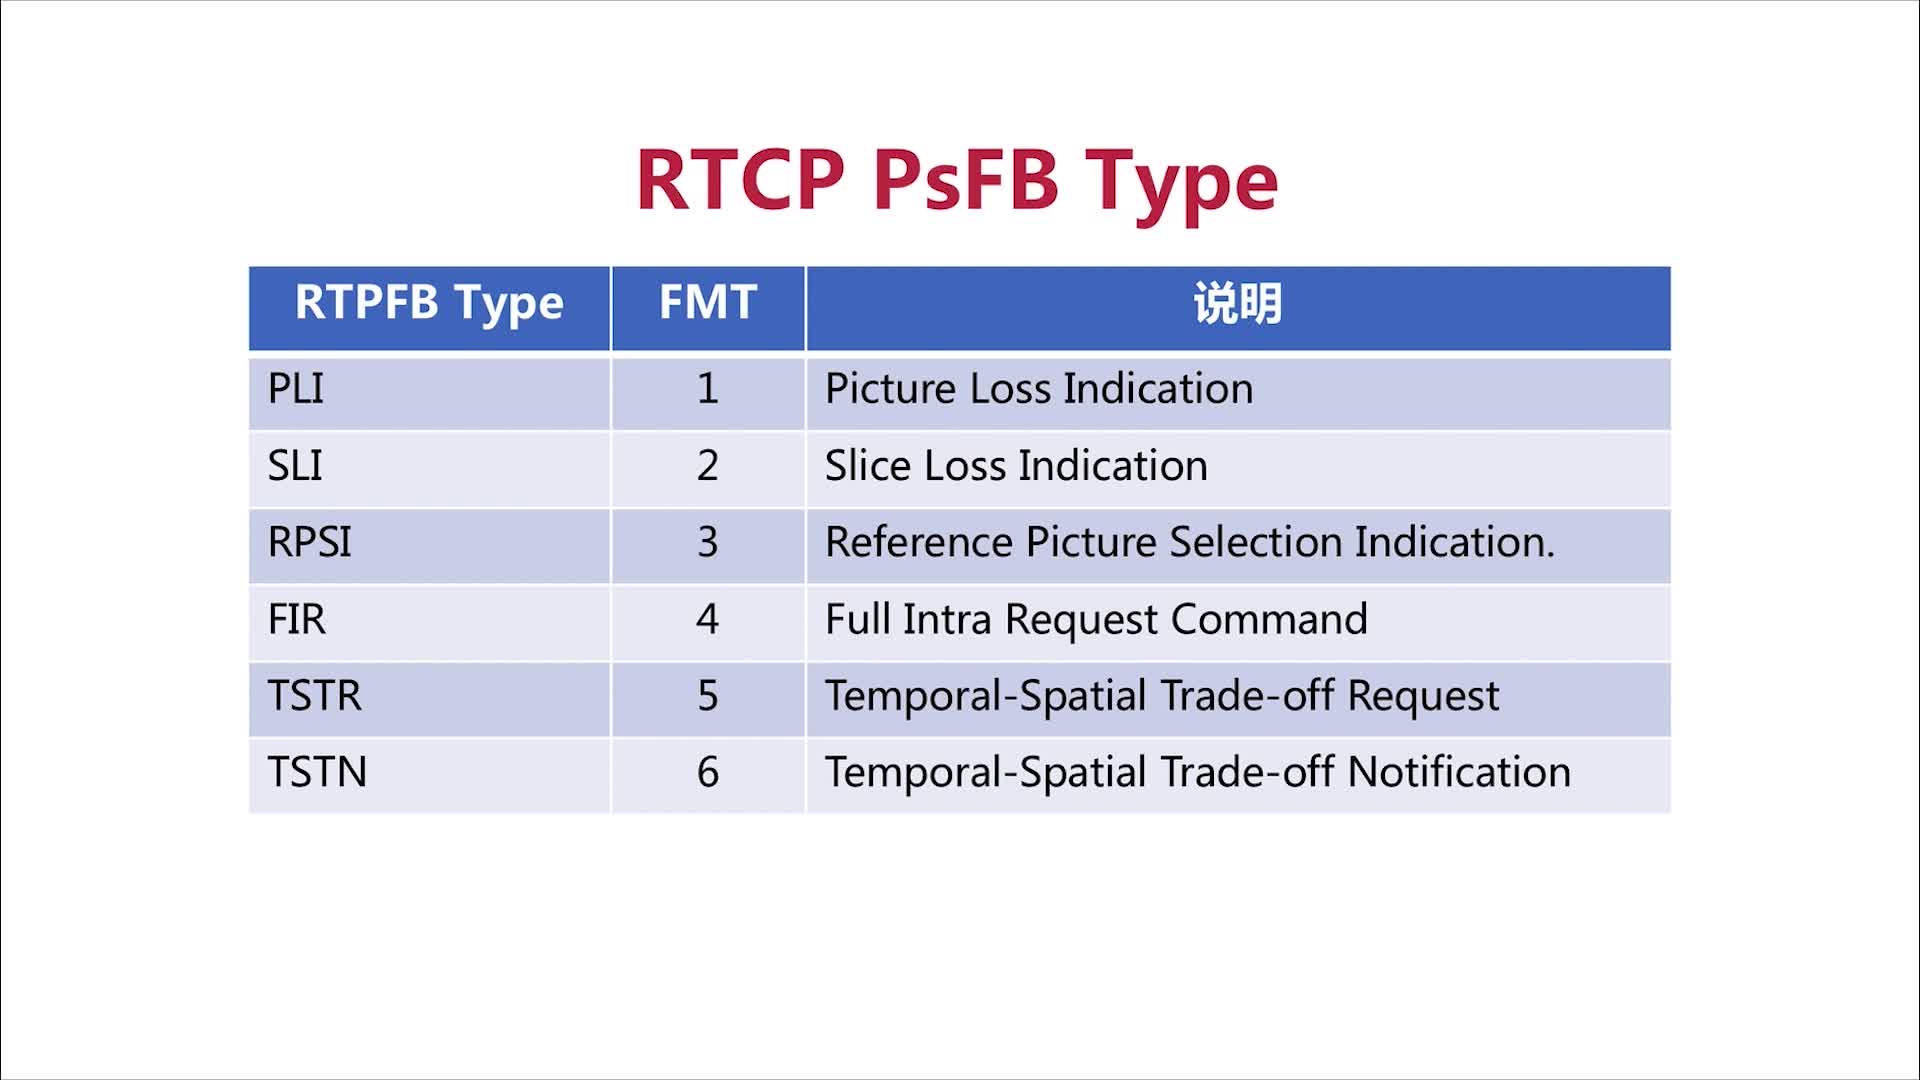 RTCP PsFB Type
RTPFB Type FMT 说明
PLI 1 Picture Loss Indication
SLI 2 Slice Loss Indication
RPSI 3 Reference Picture Selection Indication.
FIR 4 Full Intra Request Command
TSTR 5 Temporal-Spatial Trade-off Request
TSTN 6 Temporal-Spatial Trade-off Notification